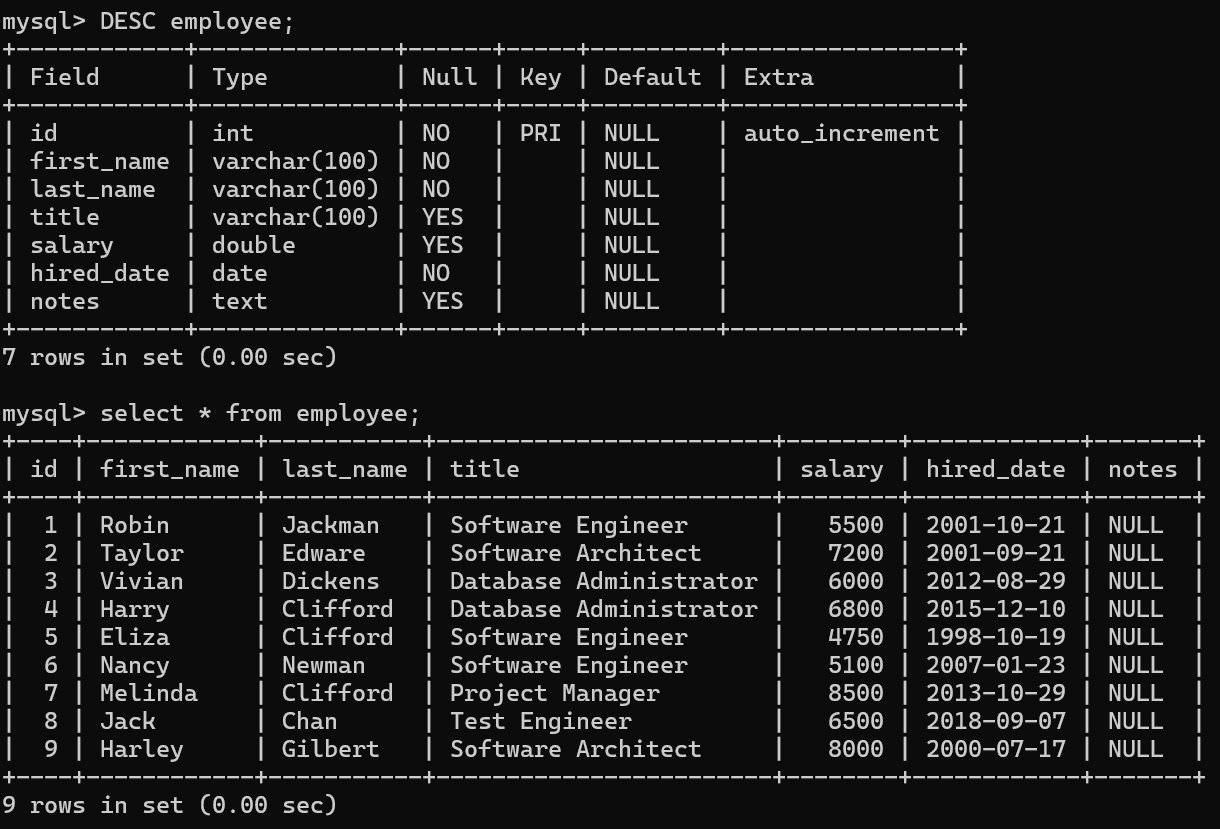 mysql> DESC employee;
+------------+--------------+------+-----+---------+----------------+
| Field      | Type         | Null | Key | Default | Extra          |
+------------+--------------+------+-----+---------+----------------+
| id         | int          | NO   | PRI | NULL    | auto_increment |
| first_name | varchar(100) | NO   |     | NULL    |                |
| last_name  | varchar(100) | NO   |     | NULL    |                |
| title      | varchar(100) | YES  |     | NULL    |                |
| salary     | double       | YES  |     | NULL    |                |
| hired_date | date         | NO   |     | NULL    |                |
| notes      | text         | YES  |     | NULL    |                |
+------------+--------------+------+-----+---------+----------------+
7 rows in set (0.00 sec)

mysql> select * from employee;
+----+------------+-----------+------------------------+--------+------------+-------+
| id | first_name | last_name | title                  | salary | hired_date | notes |
+----+------------+-----------+------------------------+--------+------------+-------+
|  1 | Robin      | Jackman   | Software Engineer      |   5500 | 2001-10-21 | NULL  |
|  2 | Taylor     | Edware    | Software Architect     |   7200 | 2001-09-21 | NULL  |
|  3 | Vivian     | Dickens   | Database Administrator |   6000 | 2012-08-29 | NULL  |
|  4 | Harry      | Clifford  | Database Administrator |   6800 | 2015-12-10 | NULL  |
|  5 | Eliza      | Clifford  | Software Engineer      |   4750 | 1998-10-19 | NULL  |
|  6 | Nancy      | Newman    | Software Engineer      |   5100 | 2007-01-23 | NULL  |
|  7 | Melinda    | Clifford  | Project Manager        |   8500 | 2013-10-29 | NULL  |
|  8 | Jack       | Chan      | Test Engineer          |   6500 | 2018-09-07 | NULL  |
|  9 | Harley     | Gilbert   | Software Architect     |   8000 | 2000-07-17 | NULL  |
+----+------------+-----------+------------------------+--------+------------+-------+
9 rows in set (0.00 sec)